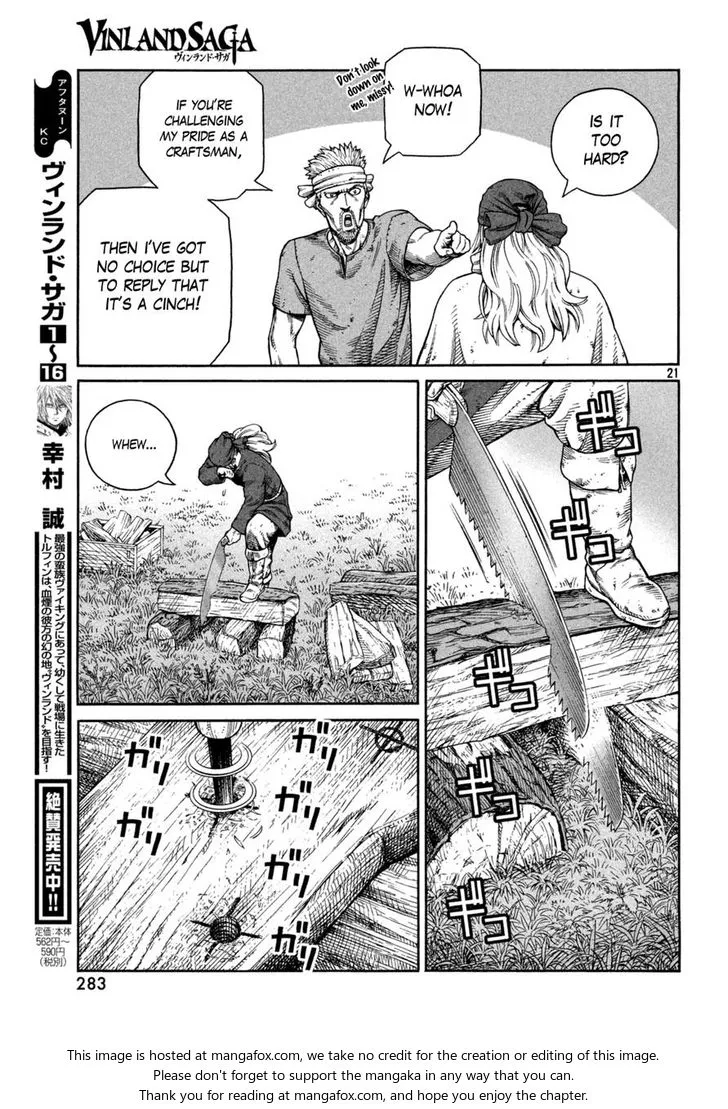 VINLAND SAGA
ヴィンランド・サガ
IS IT
TOO
HARD?
W-WHOA
NOW!
Don't look
down on
me, missy!
IF YOU'RE
CHALLENGING
MY PRIDE AS A
CRAFTSMAN,
THEN I'VE GOT
NO CHOICE BUT
TO REPLY THAT
IT'S A CINCH!
21
ギコ
ギコ
ギコ
ギコ
WHEW...
ガリ
ガリ
ガリ
ガリ
ガリ
アフタヌーン
KC
ヴィンランド・サガ 1〜16
幸村 誠
最強の蛮族ヴァイキングにあって、幼くして戦場に生きた
トルフィンは、血煙の彼方の幻の地“ヴィンランド”を目指す!
絶賛発売中!!
定価:本体
562円〜
590円
(税別)
283
This image is hosted at mangafox.com, we take no credit for the creation or editing of this image.
Please don't forget to support the mangaka in any way that you can.
Thank you for reading at mangafox.com, and hope you enjoy the chapter.